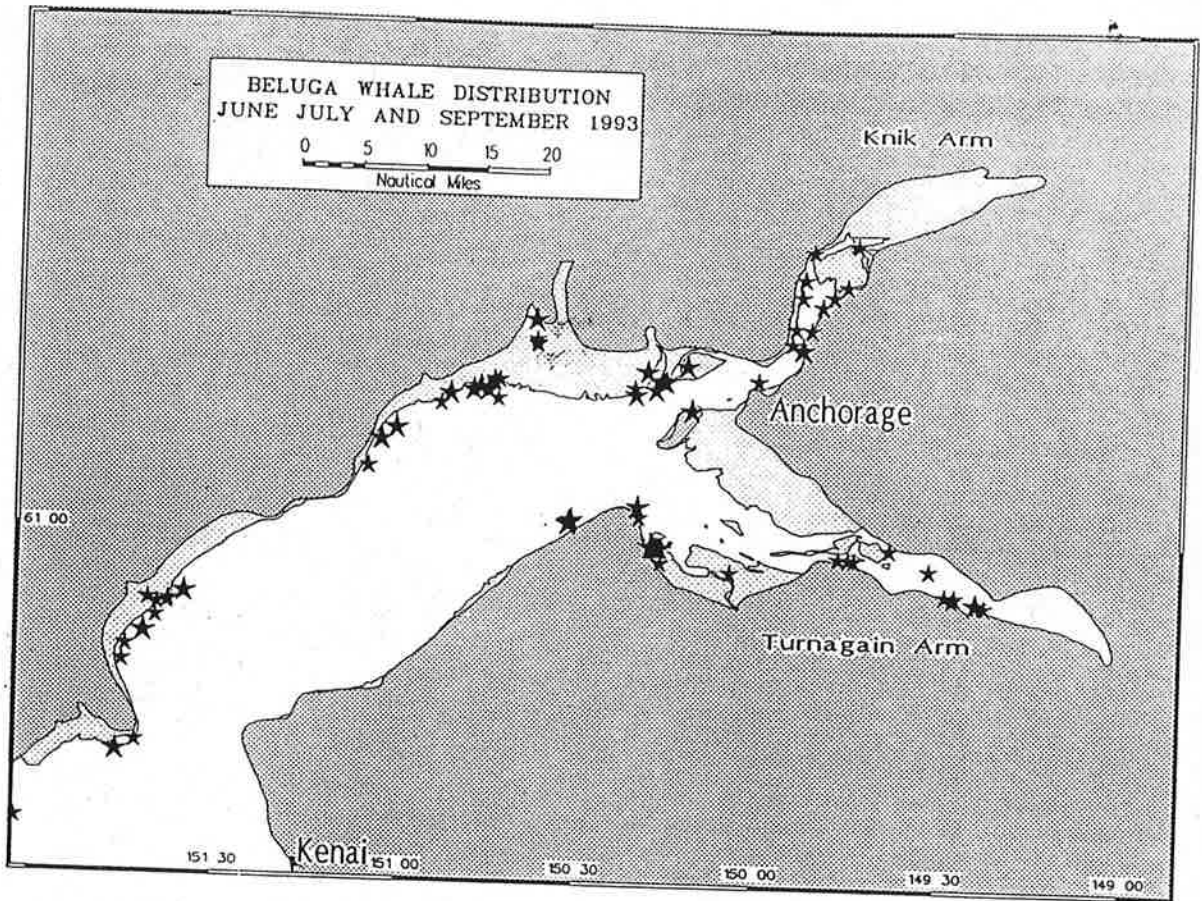 BELUGA WHALE DISTRIBUTION
JUNE JULY AND SEPTEMBER 1993
0 5 10 15 20
Nautical Miles
Knik Arm
Anchorage
61 00
Turnagain Arm
Kenai
151 30
151 00
150 30
150 00
149 30
149 00